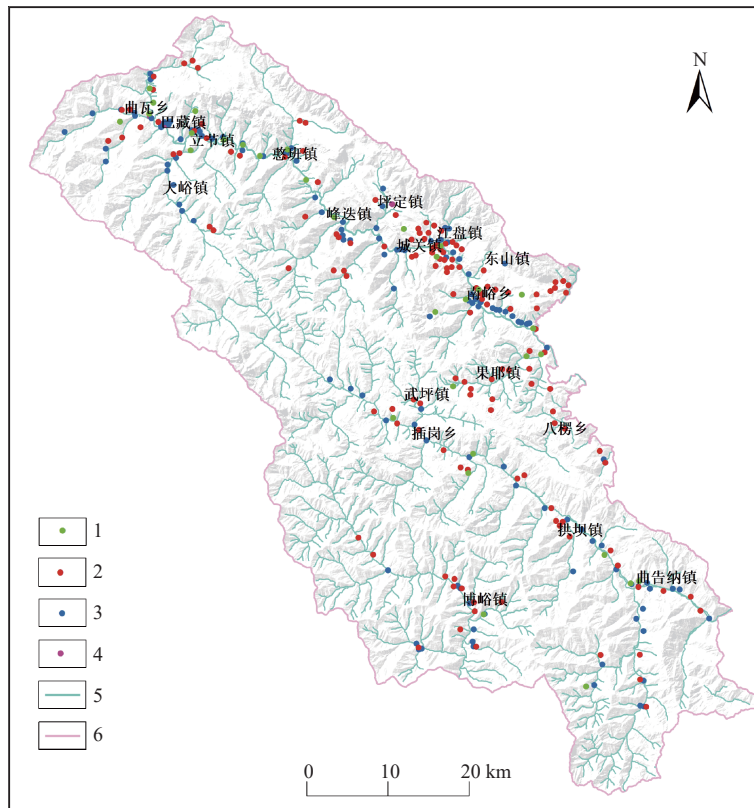 N
曲瓦乡
巴藏镇
立节镇
憨班镇
大峪镇
坪定镇
峰迭镇
江盘镇
城关镇
东山镇
南峪乡
果耶镇
武坪镇
八楞乡
插岗乡
拱坝镇
曲告纳镇
博峪镇
1
2
3
4
5
6
0 10 20 km